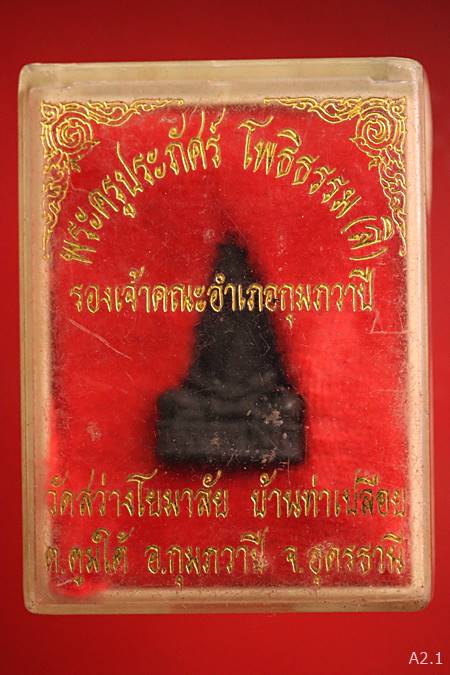 พระครูประภัศร์ โพธิธรรม (ลี)
รองเจ้าคณะอำเภอกุมภวาปี
วัดสว่างโยมาลัย บ้านท่าเปลือย
ต.ตูมใต้ อ.กุมภวาปี จ.อุดรธานี
A2.1